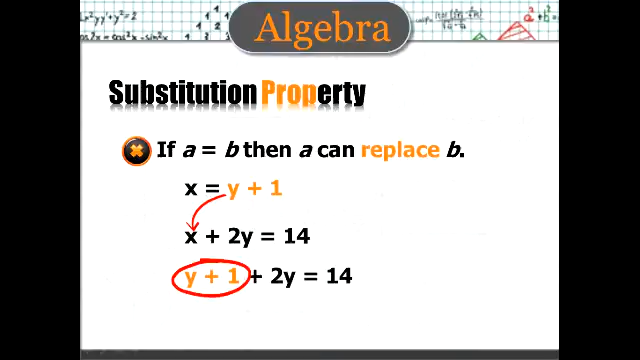 Algebra
Substitution Property
If a = b then a can replace b.
x = y + 1
x + 2y = 14
y + 1 + 2y = 14